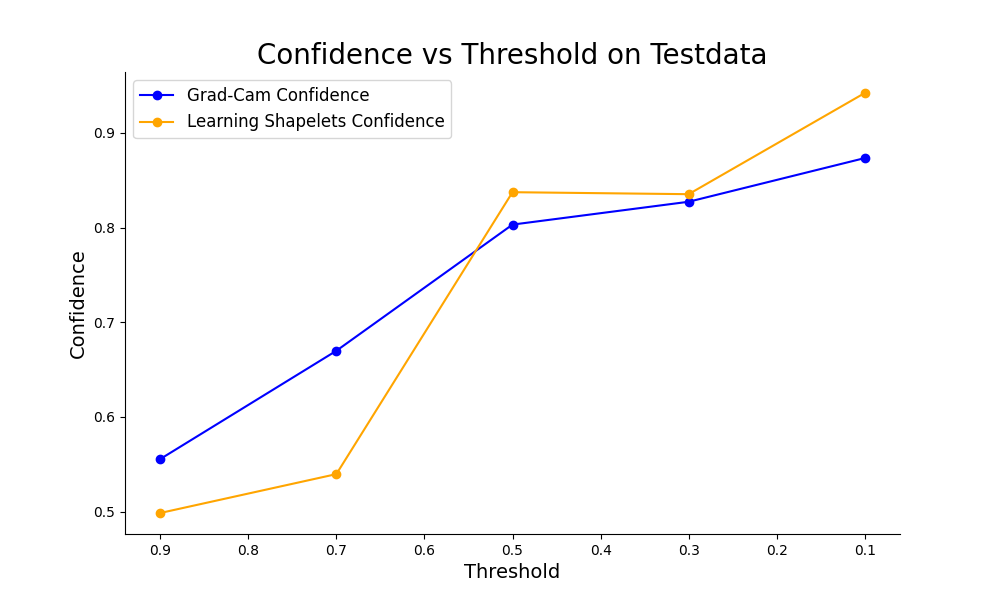 Confidence vs Threshold on Testdata
Grad-Cam Confidence
Learning Shapelets Confidence
Confidence
0.9
0.8
0.7
0.6
0.5
0.9 0.8 0.7 0.6 0.5 0.4 0.3 0.2 0.1
Threshold